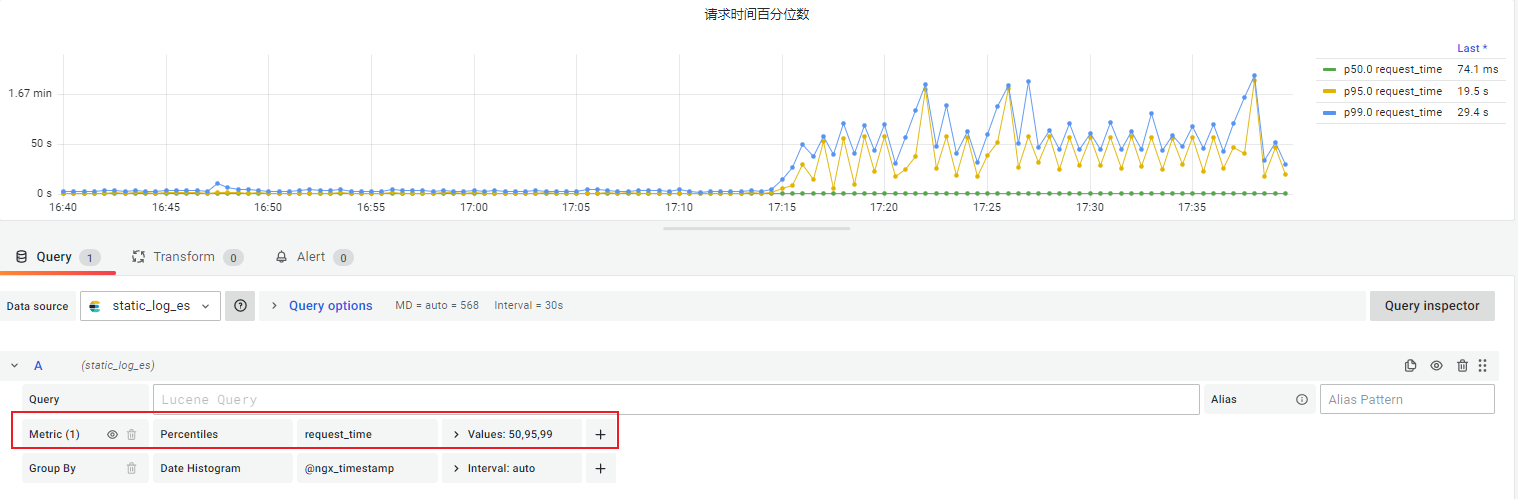 请求时间百分位数
Last *
p50.0 request_time 74.1 ms
p95.0 request_time 19.5 s
p99.0 request_time 29.4 s
1.67 min
50 s
0 s
16:40 16:45 16:50 16:55 17:00 17:05 17:10 17:15 17:20 17:25 17:30 17:35
Query 1 Transform 0 Alert 0
Data source static_log_es Query options MD = auto = 568 Interval = 30s Query inspector
A (static_log_es)
Query Lucene Query Alias Alias Pattern
Metric (1) Percentiles request_time Values: 50,95,99 +
Group By Date Histogram @ngx_timestamp Interval: auto +